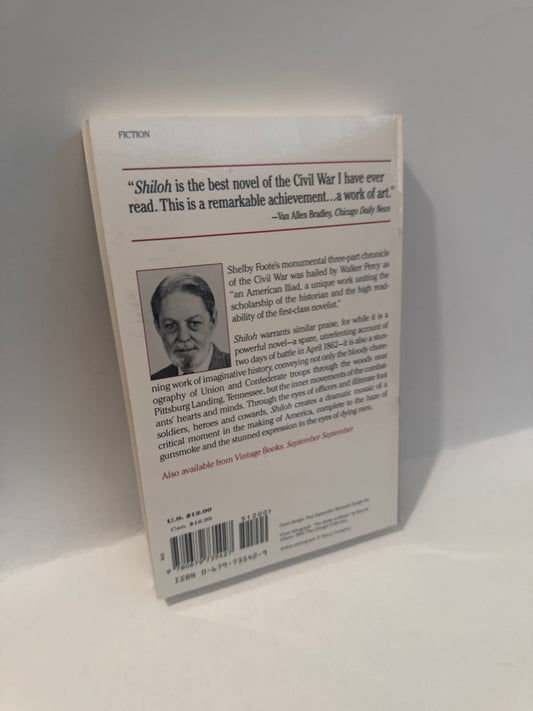 FICTION
“Shiloh is the best novel of the Civil War I have ever
read. This is a remarkable achievement...a work of art.”
—Van Allen Bradley, Chicago Daily News
Shelby Foote's monumental three-part chronicle
of the Civil War was hailed by Walker Percy as
“an American Iliad, a unique work uniting the
scholarship of the historian and the high read-
ability of the first-class novelist.”
Shiloh warrants similar praise, for while it is a
powerful novel—a spare, unrelenting account of
two days of battle in April 1862—it is also a stun-
ning work of imaginative history, conveying not only the bloody chore-
ography of Union and Confederate troops through the woods near
Pittsburg Landing, Tennessee, but the inner movements of the combat-
ants' hearts and minds. Through the eyes of officers and illiterate foot
soldiers, heroes and cowards, Shiloh creates a dramatic mosaic of a
critical moment in the making of America, complete to the haze of
gunsmoke and the stunned expression in the eyes of dying men.
Also available from Vintage Books: September September
U.S. $12.00
Can. $16.95
51200
9 780679 735427
ISBN 0-679-73542-9